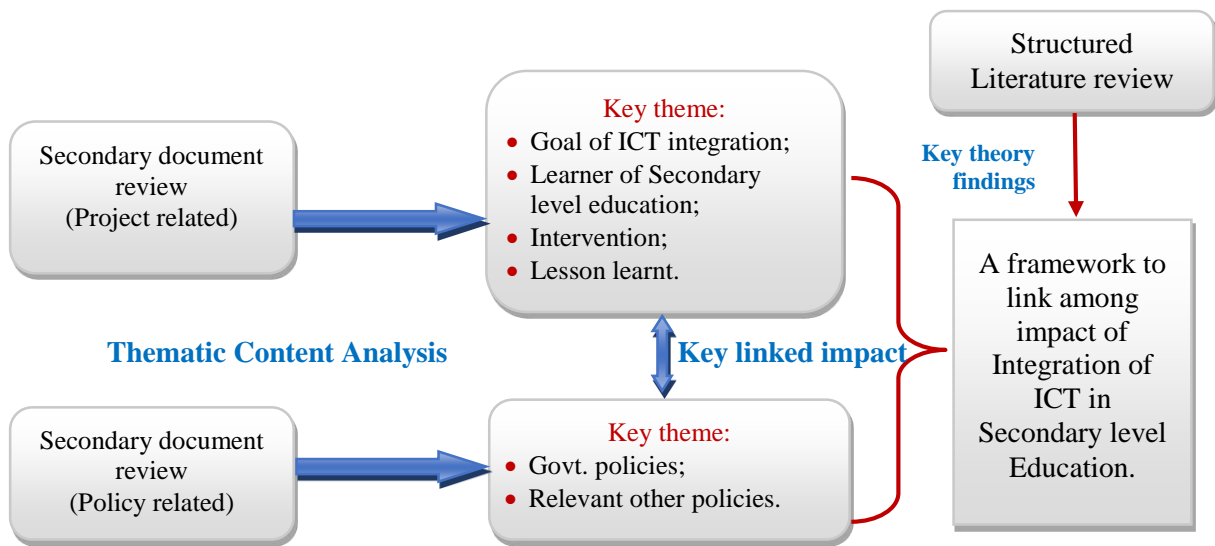 Structured
Literature review
Key theory
findings
Secondary document
review
(Project related)
Key theme:
• Goal of ICT integration;
• Learner of Secondary
level education;
• Intervention;
• Lesson learnt.
Thematic Content Analysis
Key linked impact
Secondary document
review
(Policy related)
Key theme:
• Govt. policies;
• Relevant other policies.
A framework to
link among
impact of
Integration of
ICT in
Secondary level
Education.